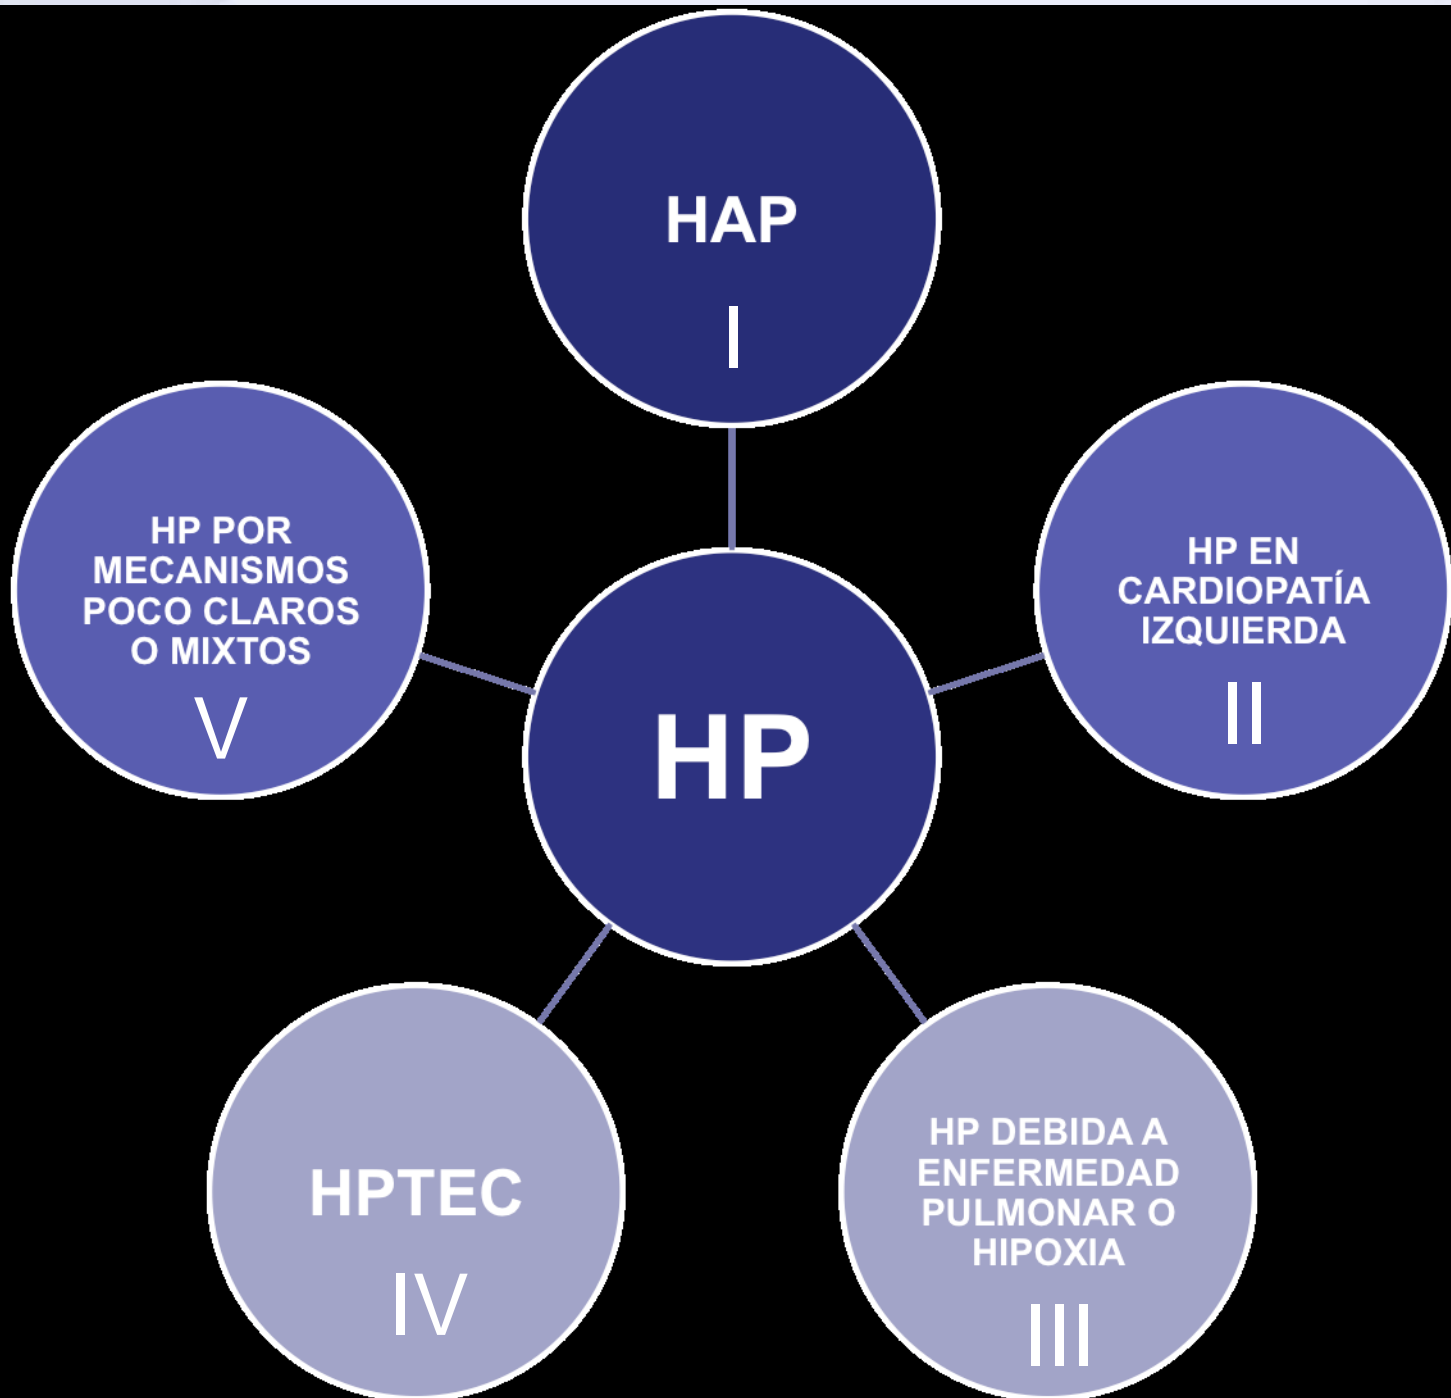 HAP
I
HP EN
CARDIOPATÍA
IZQUIERDA
II
HP DEBIDA A
ENFERMEDAD
PULMONAR O
HIPOXIA
III
HPTEC
IV
HP POR
MECANISMOS
POCO CLAROS
O MIXTOS
V
HP